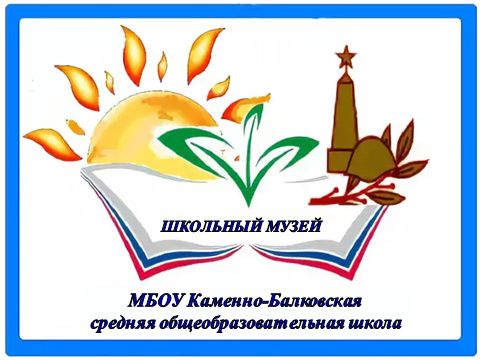 ШКОЛЬНЫЙ МУЗЕЙ
МБОУ Каменно-Балковская
средняя общеобразовательная школа